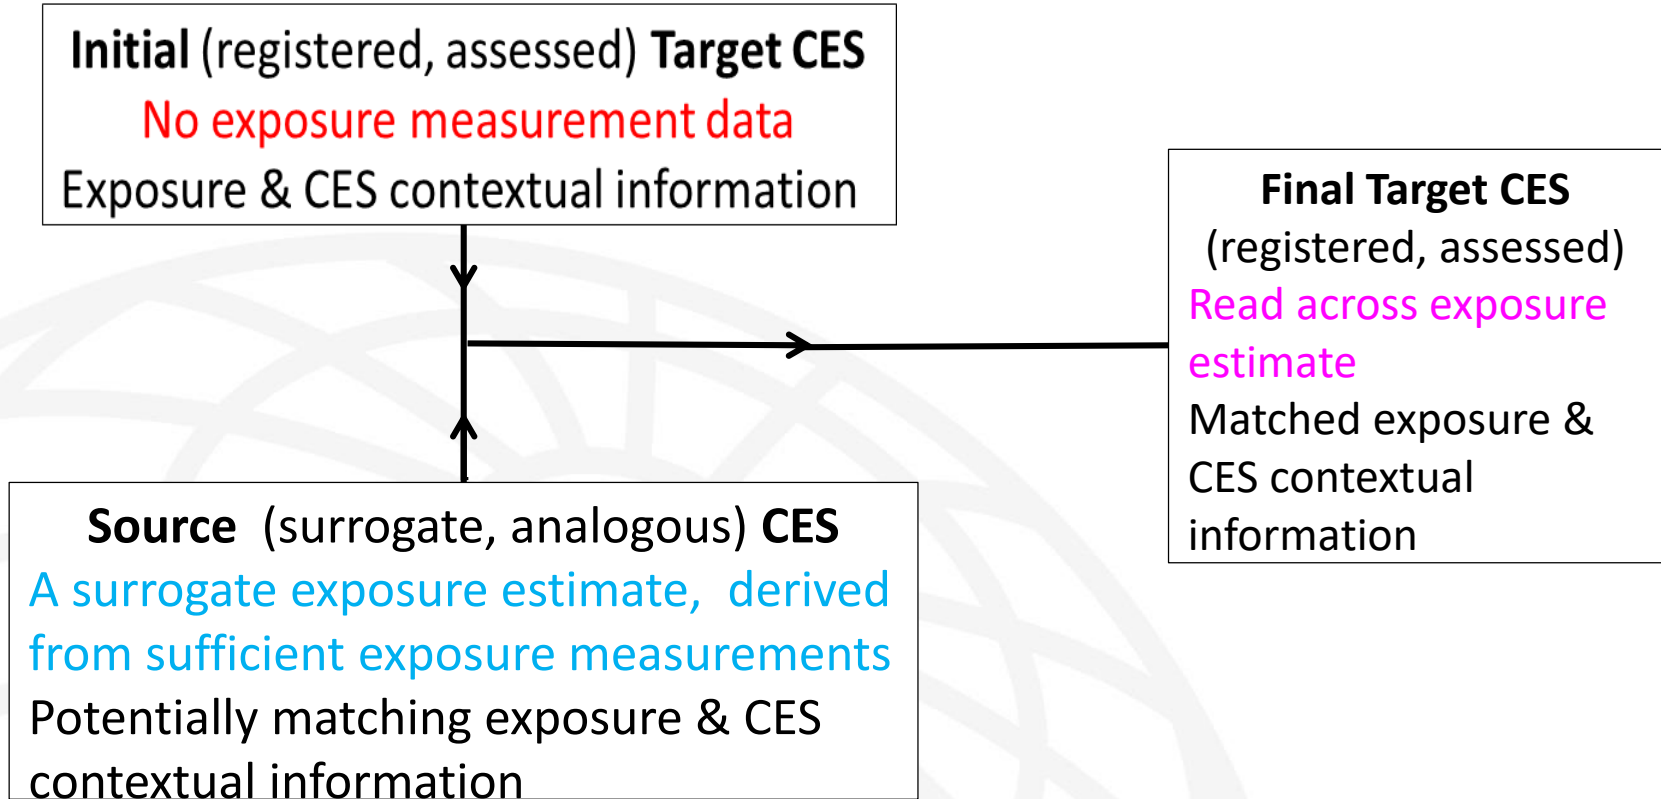 Initial (registered, assessed) Target CES
No exposure measurement data
Exposure & CES contextual information
Final Target CES
(registered, assessed)
Read across exposure
estimate
Matched exposure &
CES contextual
information
Source (surrogate, analogous) CES
A surrogate exposure estimate, derived
from sufficient exposure measurements
Potentially matching exposure & CES
contextual information